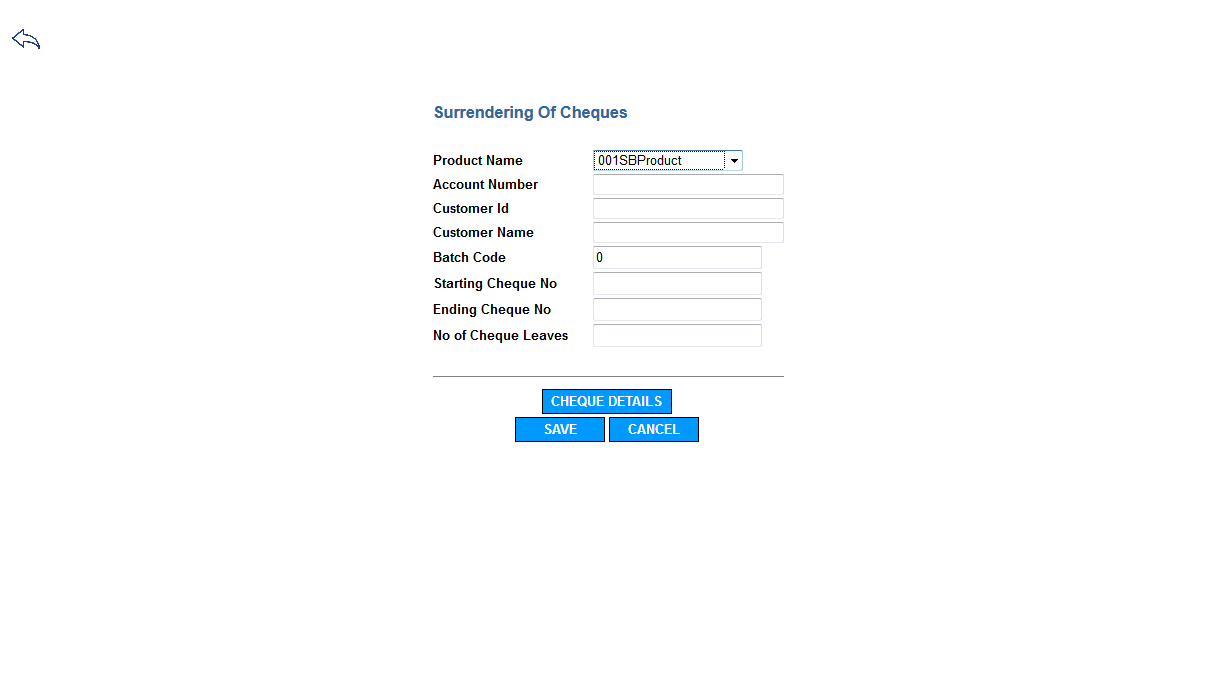 Surrendering Of Cheques
Product Name 001SBProduct
Account Number
Customer Id
Customer Name
Batch Code 0
Starting Cheque No
Ending Cheque No
No of Cheque Leaves
CHEQUE DETAILS
SAVE CANCEL